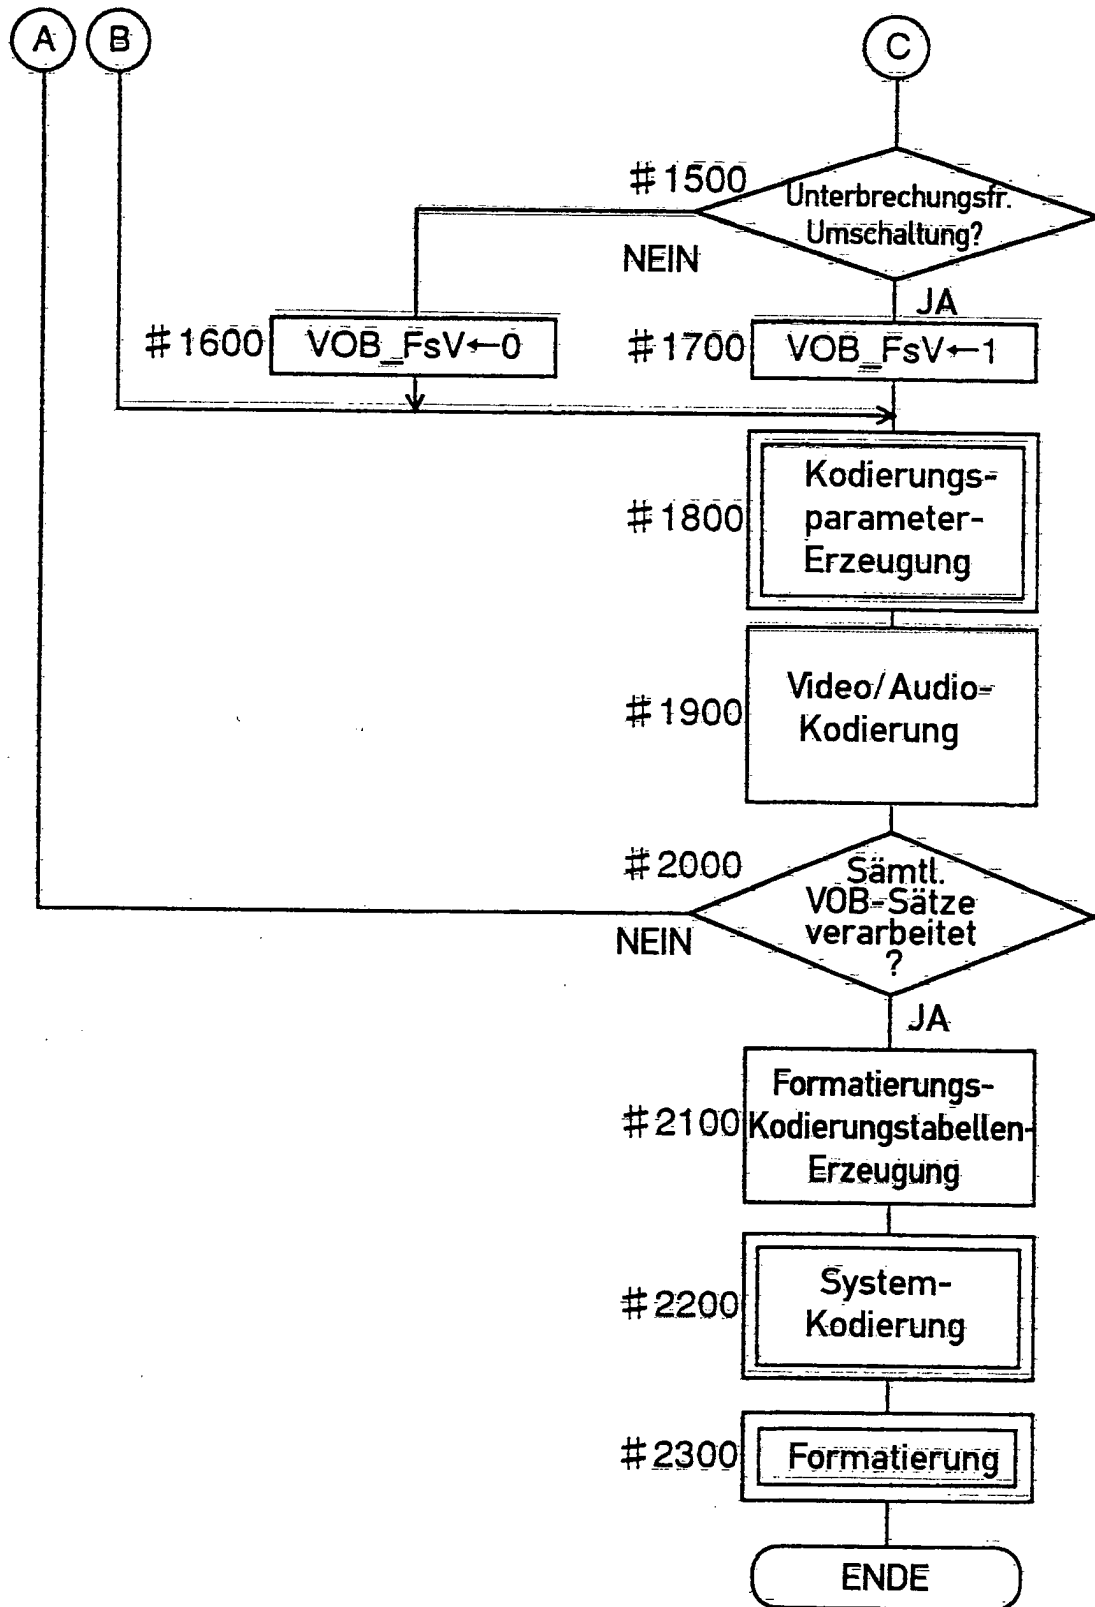 A B C
#1500
Unterbrechungsfr.
Umschaltung?
NEIN
JA
#1600 VOB_FsV←0
#1700 VOB_FsV←1
#1800
Kodierungs-
parameter-
Erzeugung
#1900
Video/Audio-
Kodierung
#2000
Sämtl.
VOB-Sätze
verarbeitet
?
NEIN
JA
#2100
Formatierungs-
Kodierungstabellen-
Erzeugung
#2200
System-
Kodierung
#2300 Formatierung
ENDE